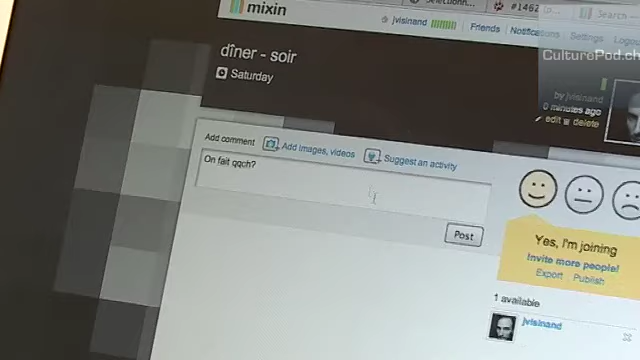 #1462
mixin
Search
jvisinand
Friends
Notifications
Settings
Logou
CulturePod.ch
dîner - soir
Saturday
by jvisinand
0 minutes ago
edit
delete
Add comment
Add images, videos
Suggest an activity
On fait qqch?
Post
Yes, I'm joining
Invite more people!
Export
Publish
1 available
jvisinand